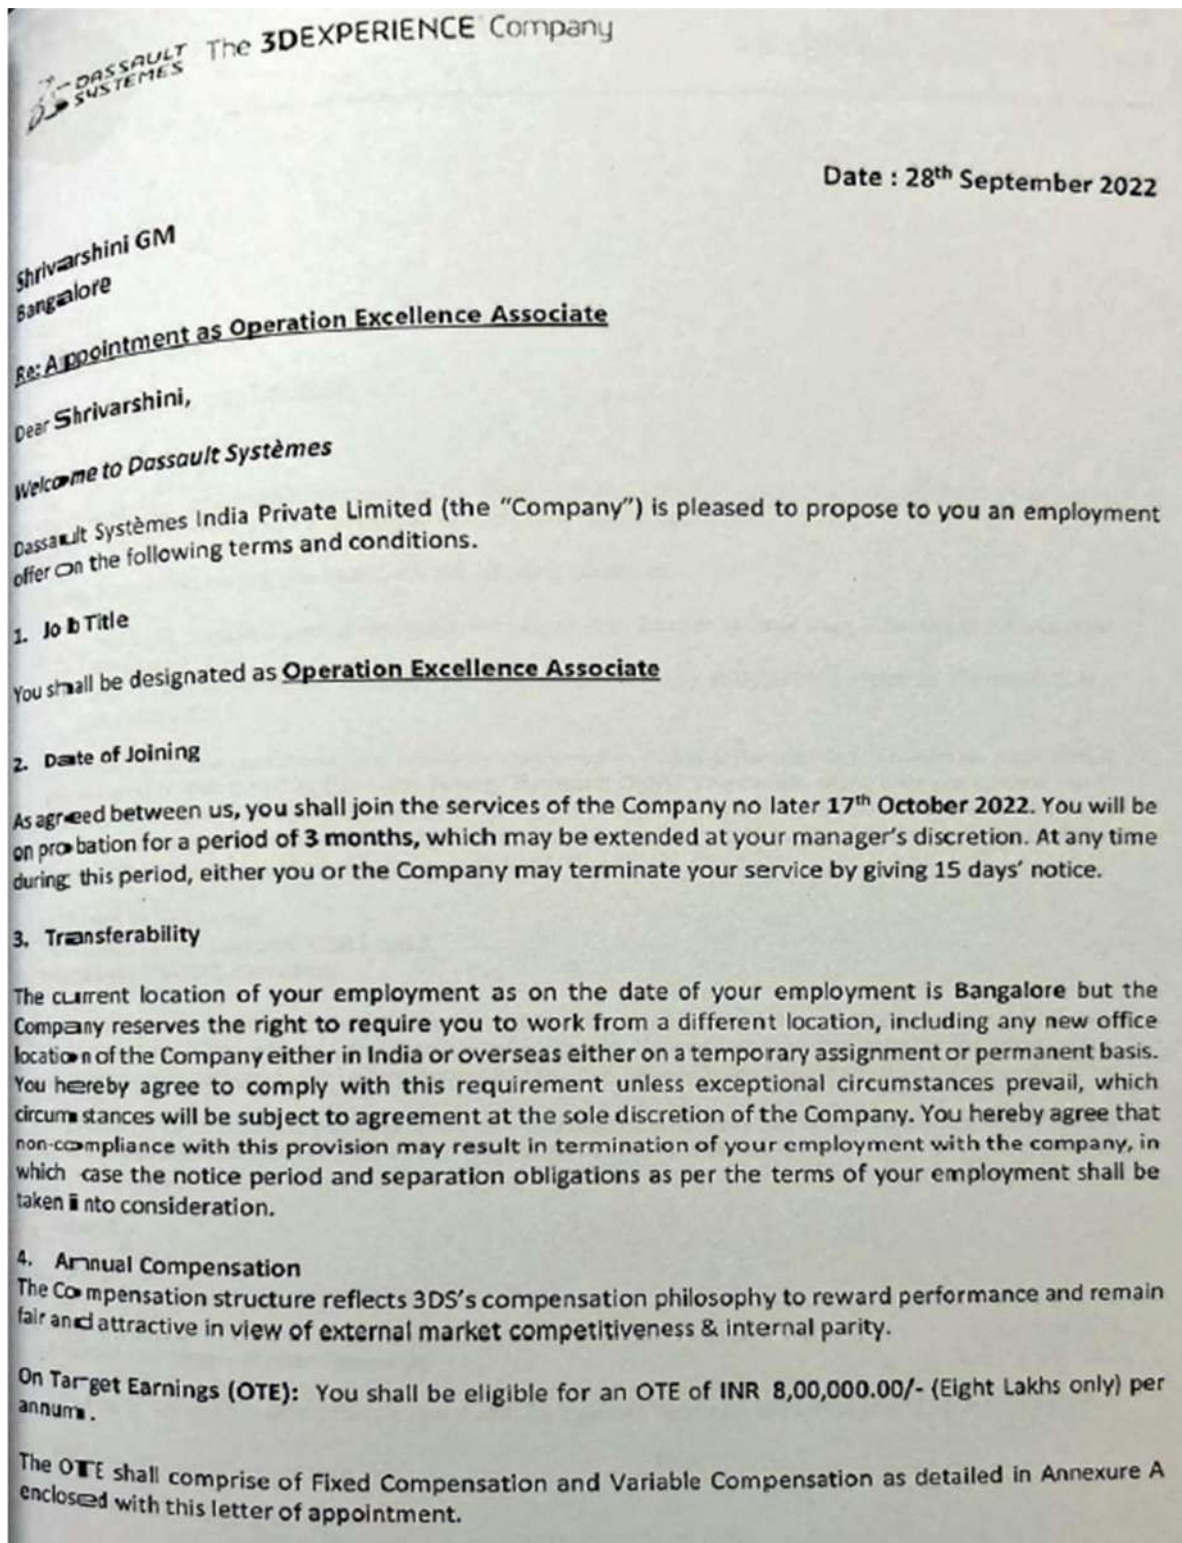 DASSAULT
SYSTEMES
The 3DEXPERIENCE Company
Date : 28th September 2022
Shrivarshini GM
Bangalore
Re: Appointment as Operation Excellence Associate
Dear Shrivarshini,
Welcome to Dassault Systèmes
Dassault Systèmes India Private Limited (the “Company”) is pleased to propose to you an employment
offer on the following terms and conditions.
1. Job Title
You shall be designated as Operation Excellence Associate
2. Date of Joining
As agreed between us, you shall join the services of the Company no later 17th October 2022. You will be
on probation for a period of 3 months, which may be extended at your manager’s discretion. At any time
during this period, either you or the Company may terminate your service by giving 15 days’ notice.
3. Transferability
The current location of your employment as on the date of your employment is Bangalore but the
Company reserves the right to require you to work from a different location, including any new office
location of the Company either in India or overseas either on a temporary assignment or permanent basis.
You hereby agree to comply with this requirement unless exceptional circumstances prevail, which
circumstances will be subject to agreement at the sole discretion of the Company. You hereby agree that
non-compliance with this provision may result in termination of your employment with the company, in
which case the notice period and separation obligations as per the terms of your employment shall be
taken into consideration.
4. Annual Compensation
The Compensation structure reflects 3DS’s compensation philosophy to reward performance and remain
fair and attractive in view of external market competitiveness & internal parity.
On Target Earnings (OTE): You shall be eligible for an OTE of INR 8,00,000.00/- (Eight Lakhs only) per
annum.
The OTE shall comprise of Fixed Compensation and Variable Compensation as detailed in Annexure A
enclosed with this letter of appointment.